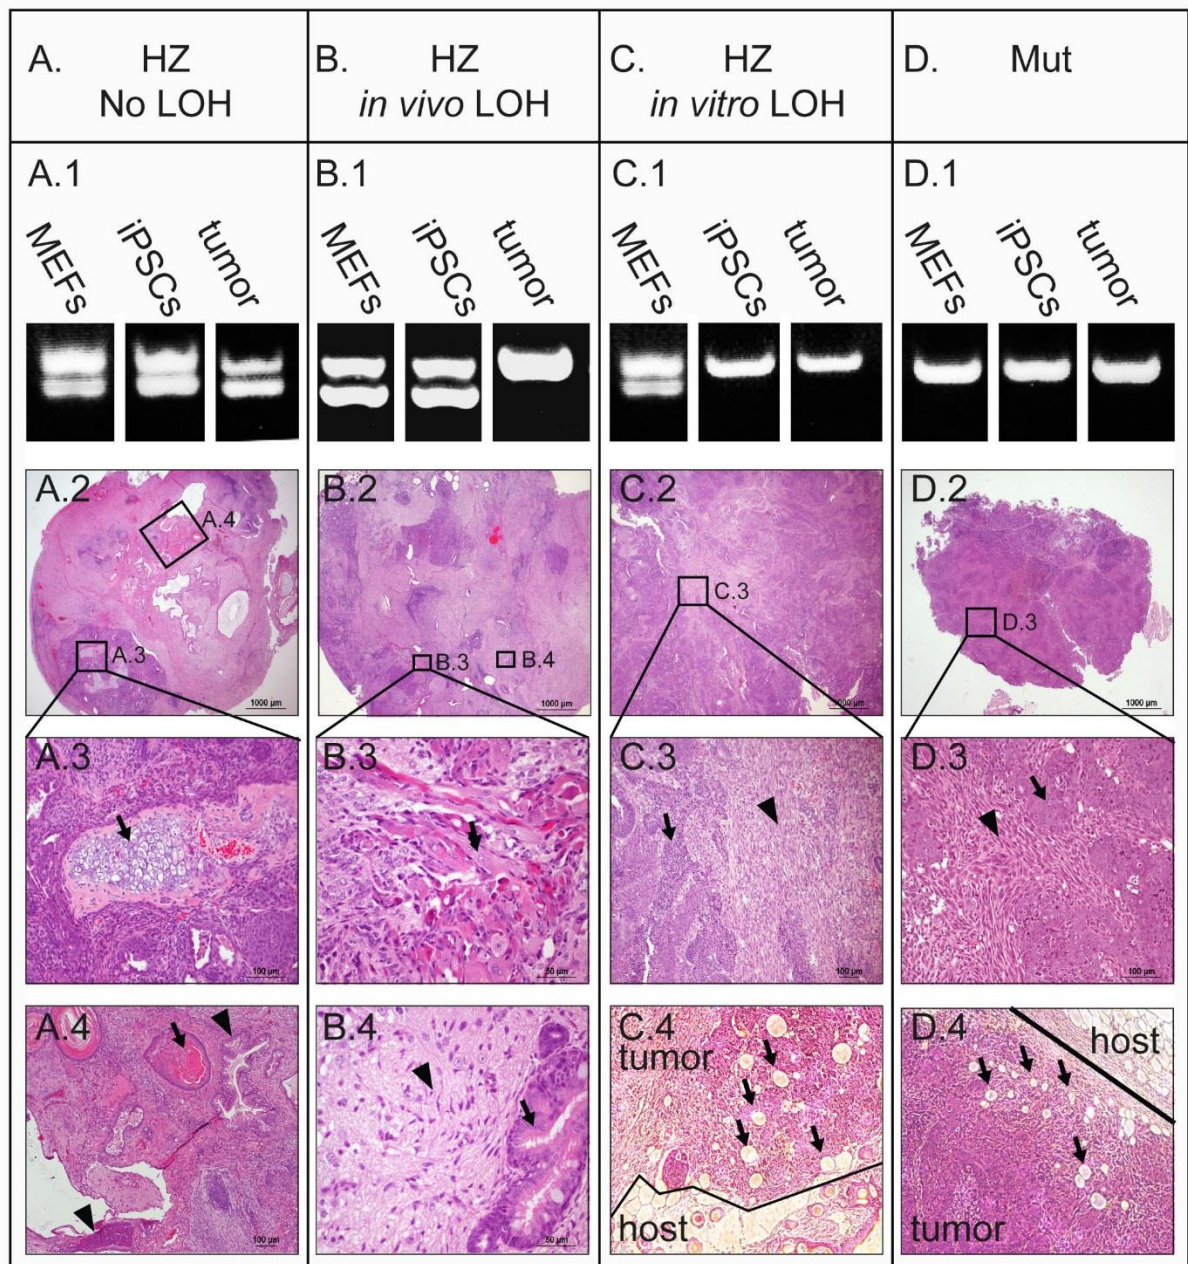 A. HZ
No LOH
B. HZ
in vivo LOH
C. HZ
in vitro LOH
D. Mut
A.1
MEFs iPSCs tumor
B.1
MEFs iPSCs tumor
C.1
MEFs iPSCs tumor
D.1
MEFs iPSCs tumor
A.2
A.4
A.3
1000 µm
B.2
B.3
B.4
1000 µm
C.2
C.3
1000 µm
D.2
D.3
1000 µm
A.3
100 µm
B.3
50 µm
C.3
100 µm
D.3
100 µm
A.4
100 µm
B.4
50 µm
C.4
tumor
host
D.4
host
tumor